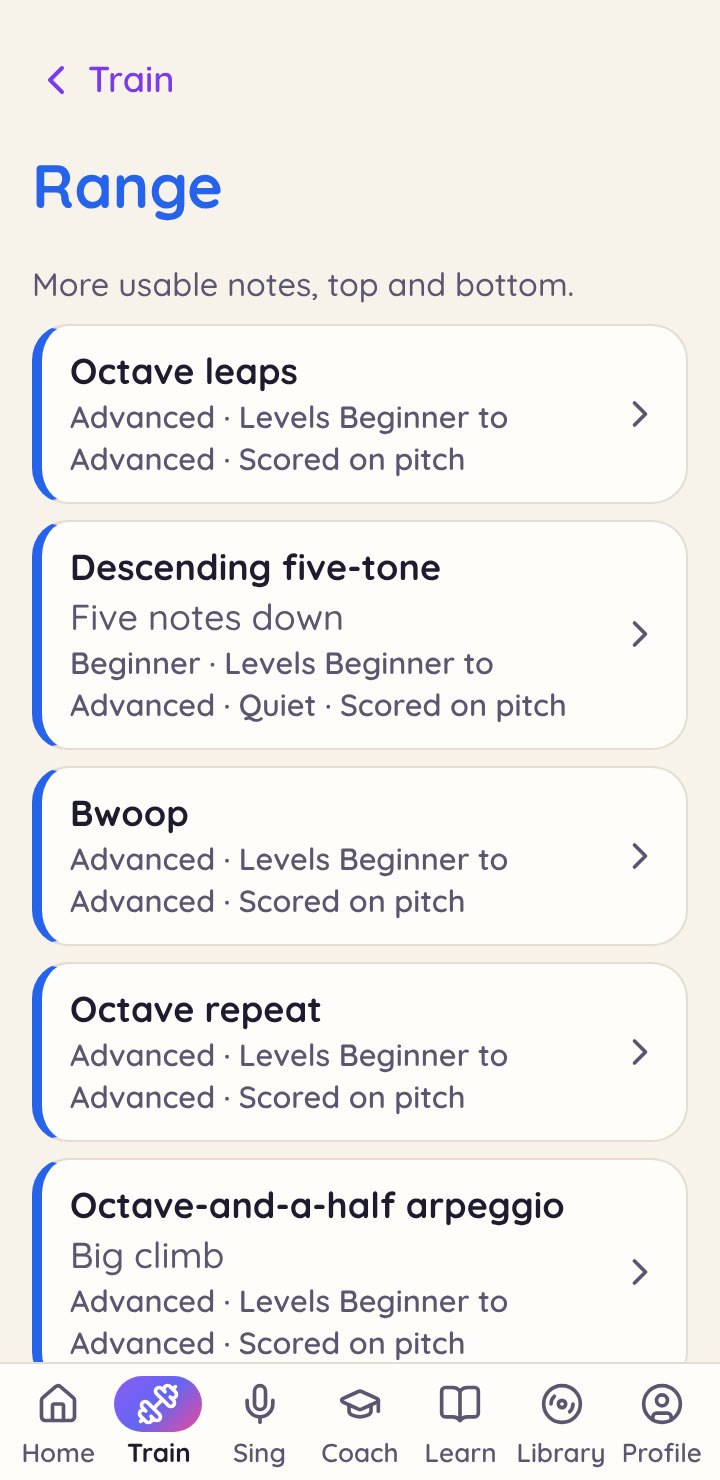 Train
Range
More usable notes, top and bottom.
Octave leaps
Advanced · Levels Beginner to
Advanced · Scored on pitch
Descending five-tone
Five notes down
Beginner · Levels Beginner to
Advanced · Quiet · Scored on pitch
Bwoop
Advanced · Levels Beginner to
Advanced · Scored on pitch
Octave repeat
Advanced · Levels Beginner to
Advanced · Scored on pitch
Octave-and-a-half arpeggio
Big climb
Advanced · Levels Beginner to
Advanced · Scored on pitch
Home Train Sing Coach Learn Library Profile